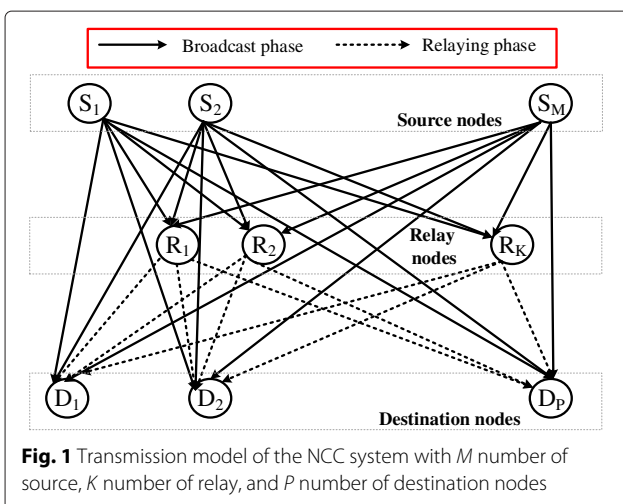 Broadcast phase Relaying phase
S1 S2 SM
Source nodes
R1 R2 Relay RK
nodes
D1 D2 DP
Destination nodes
Fig. 1 Transmission model of the NCC system with M number of
source, K number of relay, and P number of destination nodes